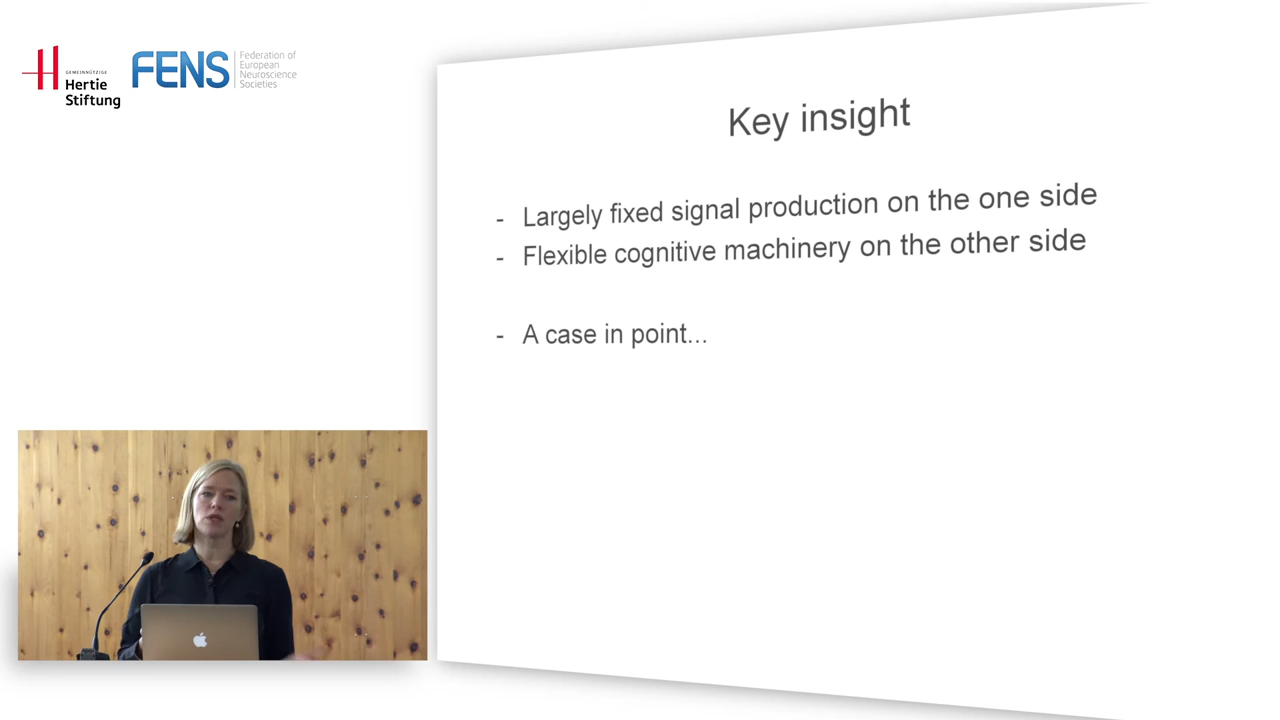 GEMEINNÜTZIGE
Hertie
Stiftung
FENS
Federation of
European
Neuroscience
Societies
Key insight
- Largely fixed signal production on the one side
- Flexible cognitive machinery on the other side
- A case in point...